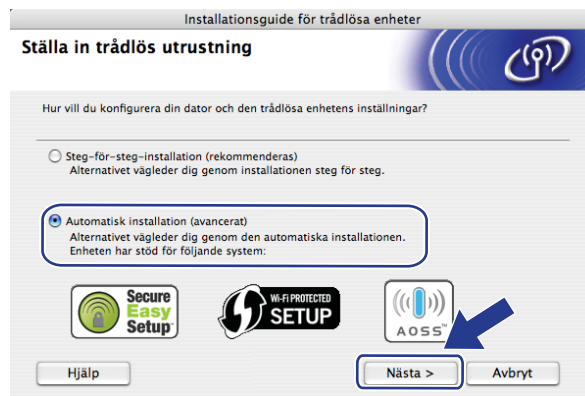 Installationsguide för trådlösa enheter
Ställa in trådlös utrustning
Hur vill du konfigurera din dator och den trådlösa enhetens inställningar?
Steg-för-steg-installation (rekommenderas)
Alternativet vägleder dig genom installationen steg för steg.
Automatisk installation (avancerat)
Alternativet vägleder dig genom den automatiska installationen.
Enheten har stöd för följande system:
Secure
Easy
Setup™
Wi-Fi PROTECTED
SETUP
AOSS™
Hjälp
Nästa >
Avbryt